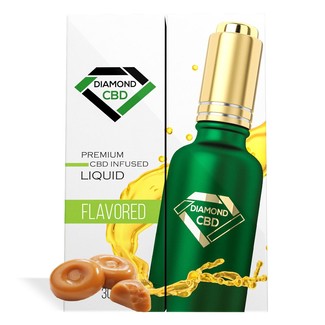 DIAMOND
CBD
PREMIUM
CBD INFUSED
LIQUID
FLAVORED
DIAMOND
CBD